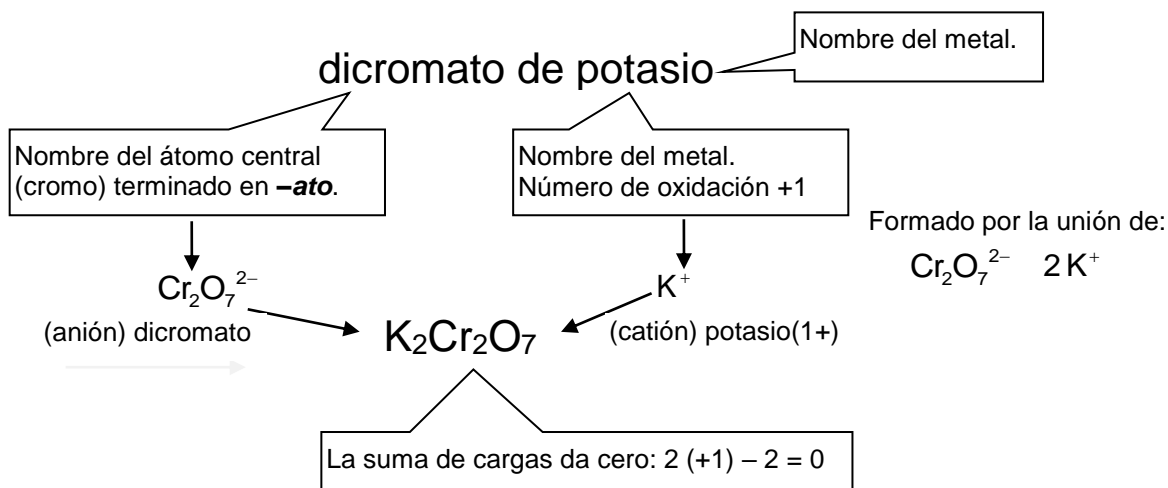 Nombre del metal.
dicromato de potasio
Nombre del átomo central
(cromo) terminado en –ato.
Nombre del metal.
Número de oxidación +1
Formado por la unión de:
Cr₂O₇²⁻ 2 K⁺
Cr₂O₇²⁻
(anión) dicromato
K⁺
(catión) potasio(1+)
K₂Cr₂O₇
La suma de cargas da cero: 2 (+1) – 2 = 0